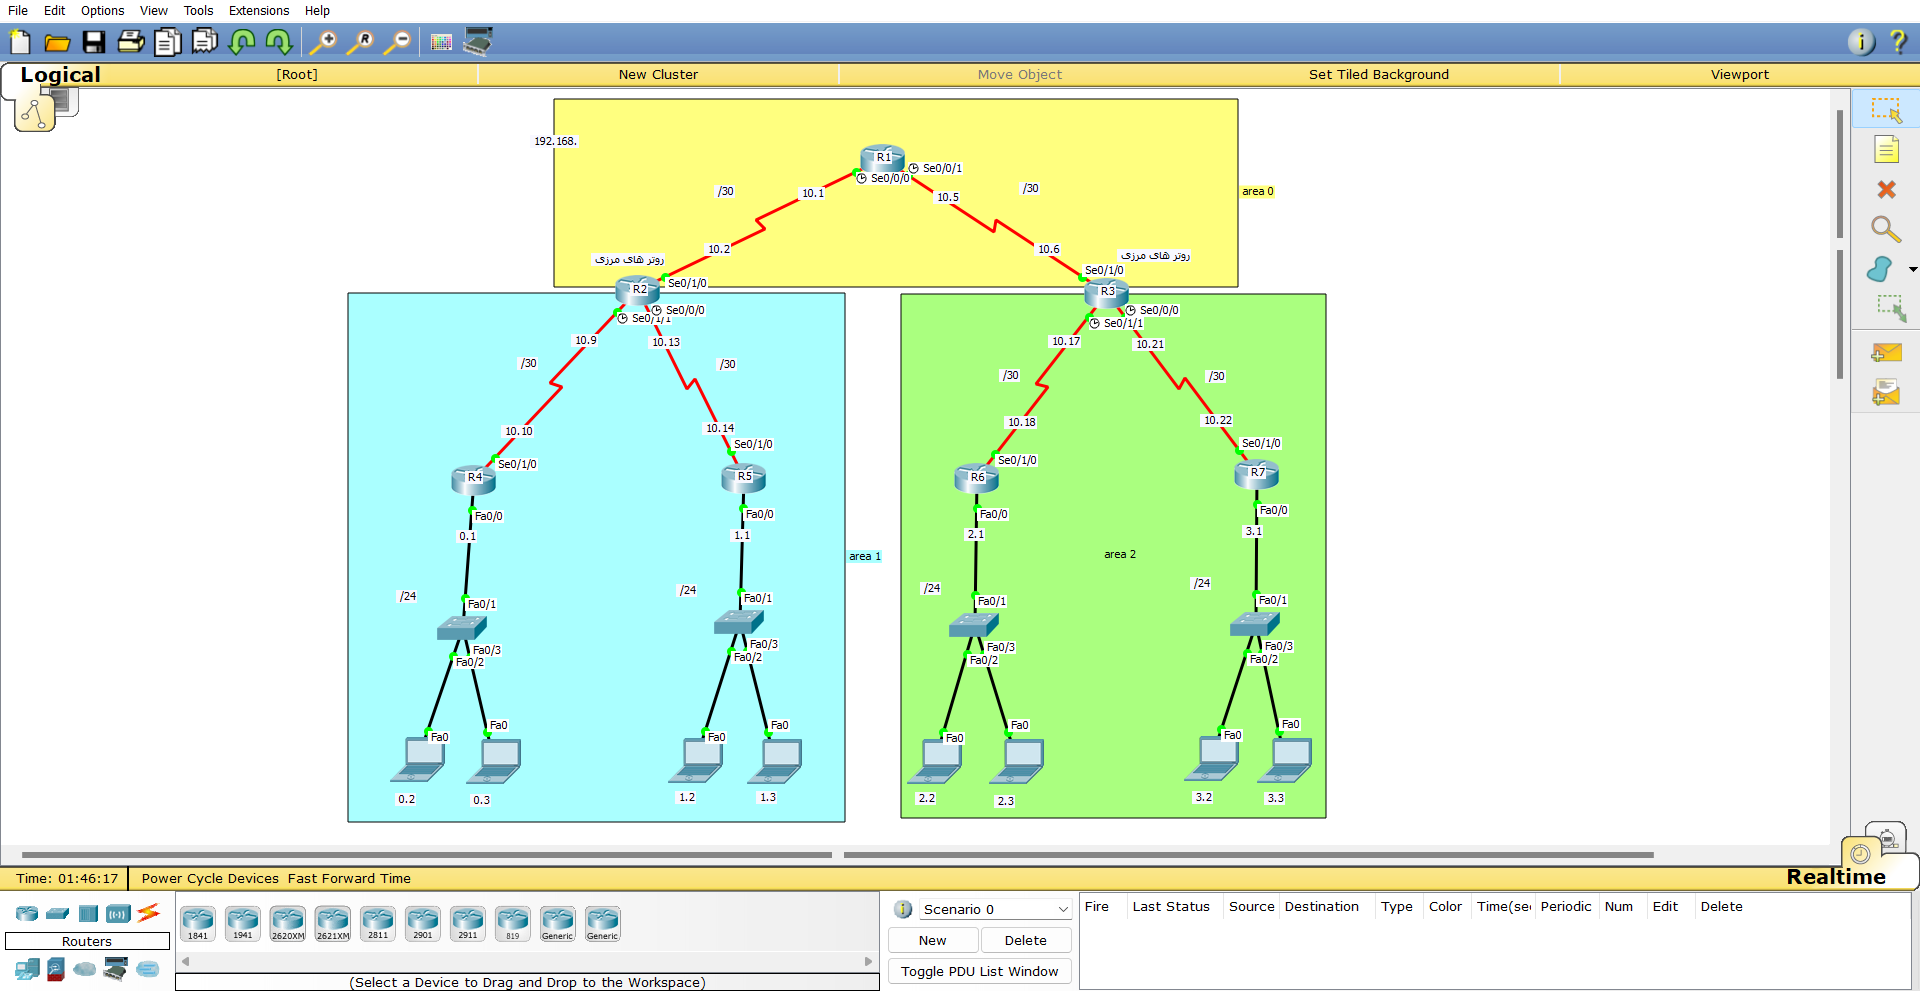 File Edit Options View Tools Extensions Help
Logical
[Root]
New Cluster
Move Object
Set Tiled Background
Viewport
192.168.
R1
Se0/0/1
Se0/0/0
/30
10.1
10.5
/30
area 0
10.2
10.6
روتر های مرزی
روتر های مرزی
R2
Se0/1/0
Se0/1/0
R3
Se0/0/0
Se0/1/1
Se0/0/0
Se0/1/1
10.9
10.13
10.17
10.21
/30
/30
/30
/30
10.10
10.14
10.18
10.22
Se0/1/0
Se0/1/0
Se0/1/0
Se0/1/0
R4
R5
R6
R7
Fa0/0
Fa0/0
Fa0/0
Fa0/0
0.1
1.1
2.1
3.1
area 1
area 2
/24
/24
/24
/24
Fa0/1
Fa0/1
Fa0/1
Fa0/1
Fa0/3
Fa0/2
Fa0/3
Fa0/2
Fa0/3
Fa0/2
Fa0/3
Fa0/2
Fa0
Fa0
Fa0
Fa0
Fa0
Fa0
Fa0
Fa0
0.2
0.3
1.2
1.3
2.2
2.3
3.2
3.3
Time: 01:46:17
Power Cycle Devices Fast Forward Time
Realtime
Routers
1841
1941
2620XM
2621XM
2811
2901
2911
819
Generic
Generic
(Select a Device to Drag and Drop to the Workspace)
Scenario 0
New
Delete
Toggle PDU List Window
Fire Last Status Source Destination Type Color Time(se Periodic Num Edit Delete